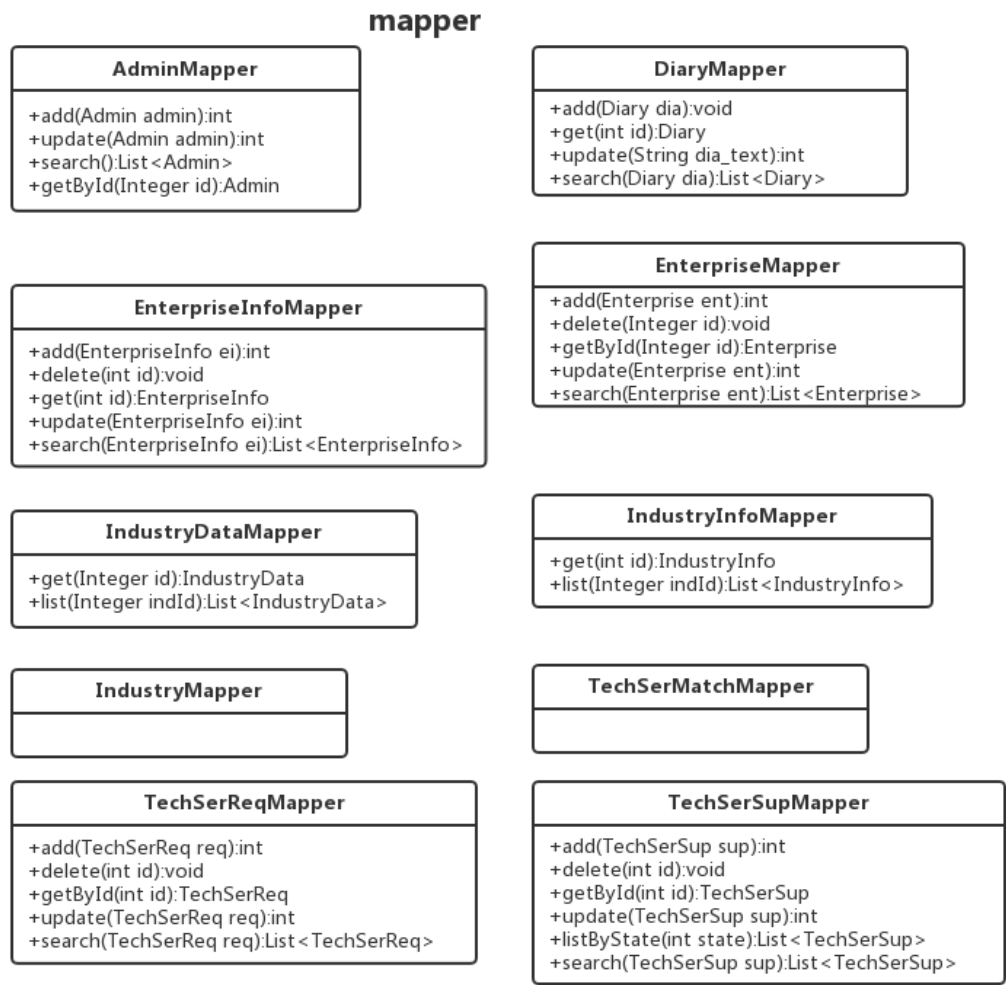 mapper
AdminMapper
+add(Admin admin):int
+update(Admin admin):int
+search():List<Admin>
+getById(Integer id):Admin
DiaryMapper
+add(Diary dia):void
+get(int id):Diary
+update(String dia_text):int
+search(Diary dia):List<Diary>
EnterpriseInfoMapper
+add(EnterpriseInfo ei):int
+delete(int id):void
+get(int id):EnterpriseInfo
+update(EnterpriseInfo ei):int
+search(EnterpriseInfo ei):List<EnterpriseInfo>
EnterpriseMapper
+add(Enterprise ent):int
+delete(Integer id):void
+getById(Integer id):Enterprise
+update(Enterprise ent):int
+search(Enterprise ent):List<Enterprise>
IndustryDataMapper
+get(Integer id):IndustryData
+list(Integer indId):List<IndustryData>
IndustryInfoMapper
+get(int id):IndustryInfo
+list(Integer indId):List<IndustryInfo>
IndustryMapper
TechSerMatchMapper
TechSerReqMapper
+add(TechSerReq req):int
+delete(int id):void
+getById(int id):TechSerReq
+update(TechSerReq req):int
+search(TechSerReq req):List<TechSerReq>
TechSerSupMapper
+add(TechSerSup sup):int
+delete(int id):void
+getById(int id):TechSerSup
+update(TechSerSup sup):int
+listByState(int state):List<TechSerSup>
+search(TechSerSup sup):List<TechSerSup>